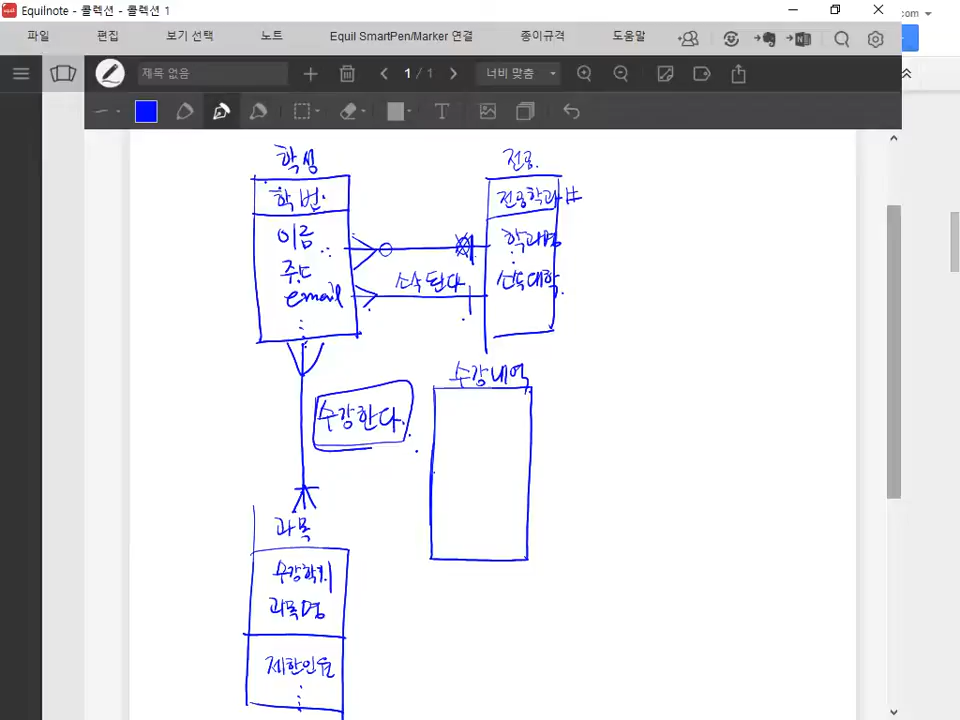 Equilnote - 콜렉션 - 콜렉션 1
.com
파일 편집 보기 선택 노트 Equil SmartPen/Marker 연결 종이규격 도움말
제목 없음 1 / 1 너비 맞춤
T
학생 전공.
학번 전공학과#
이름 학과명
주소 소속대학
email
소속된다
수강내역
수강한다.
과목
수강학기
과목명
제한인원